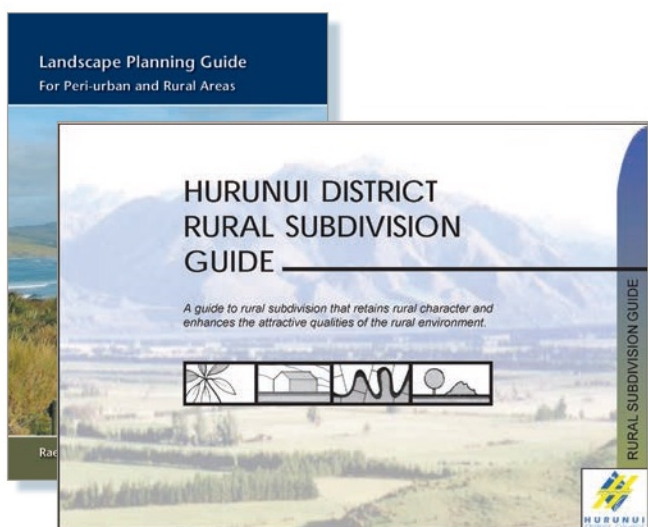 Landscape Planning Guide
For Peri-urban and Rural Areas
HURUNUI DISTRICT
RURAL SUBDIVISION
GUIDE
A guide to rural subdivision that retains rural character and
enhances the attractive qualities of the rural environment.
RURAL SUBDIVISION GUIDE
HURUNUI